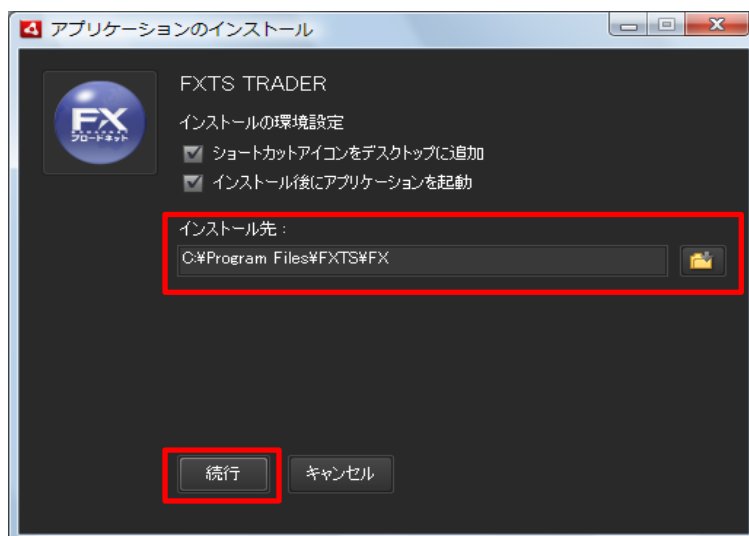 アプリケーションのインストール
FX
ブロードネット
FXTS TRADER
インストールの環境設定
ショートカットアイコンをデスクトップに追加
インストール後にアプリケーションを起動
インストール先：
C:¥Program Files¥FXTS¥FX
続行
キャンセル